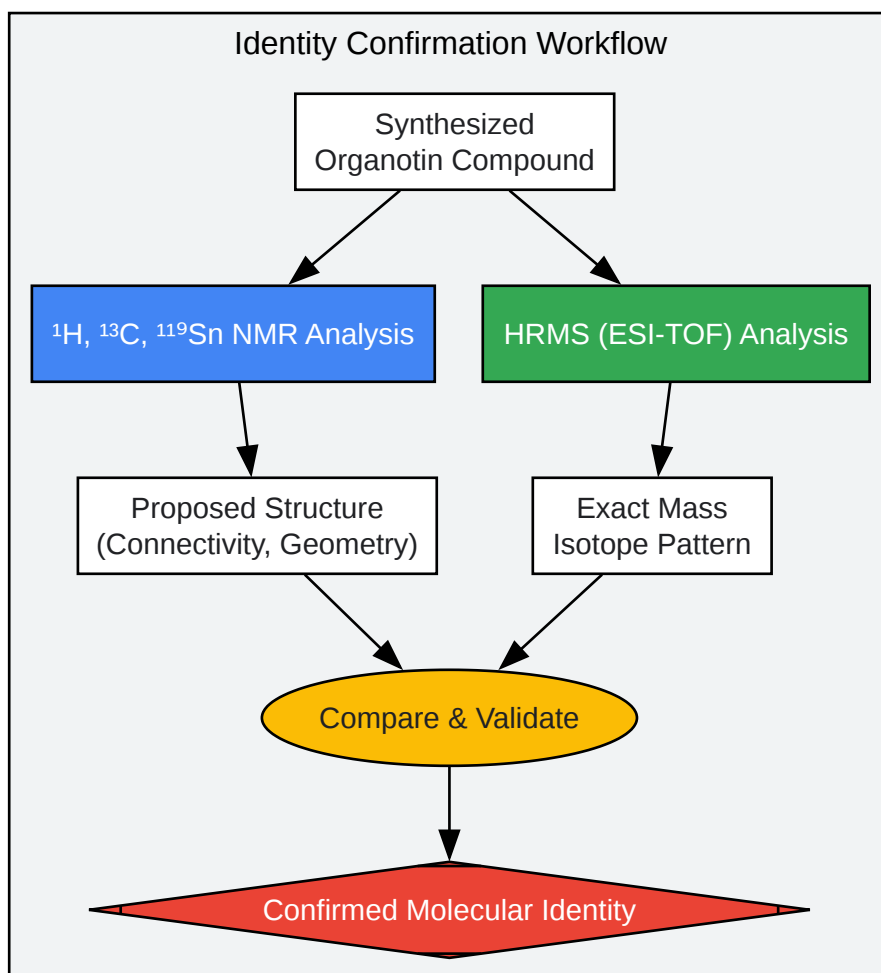 Identity Confirmation Workflow
Synthesized
Organotin Compound
¹H, ¹³C, ¹¹⁹Sn NMR Analysis
HRMS (ESI-TOF) Analysis
Proposed Structure
(Connectivity, Geometry)
Exact Mass
Isotope Pattern
Compare & Validate
Confirmed Molecular Identity